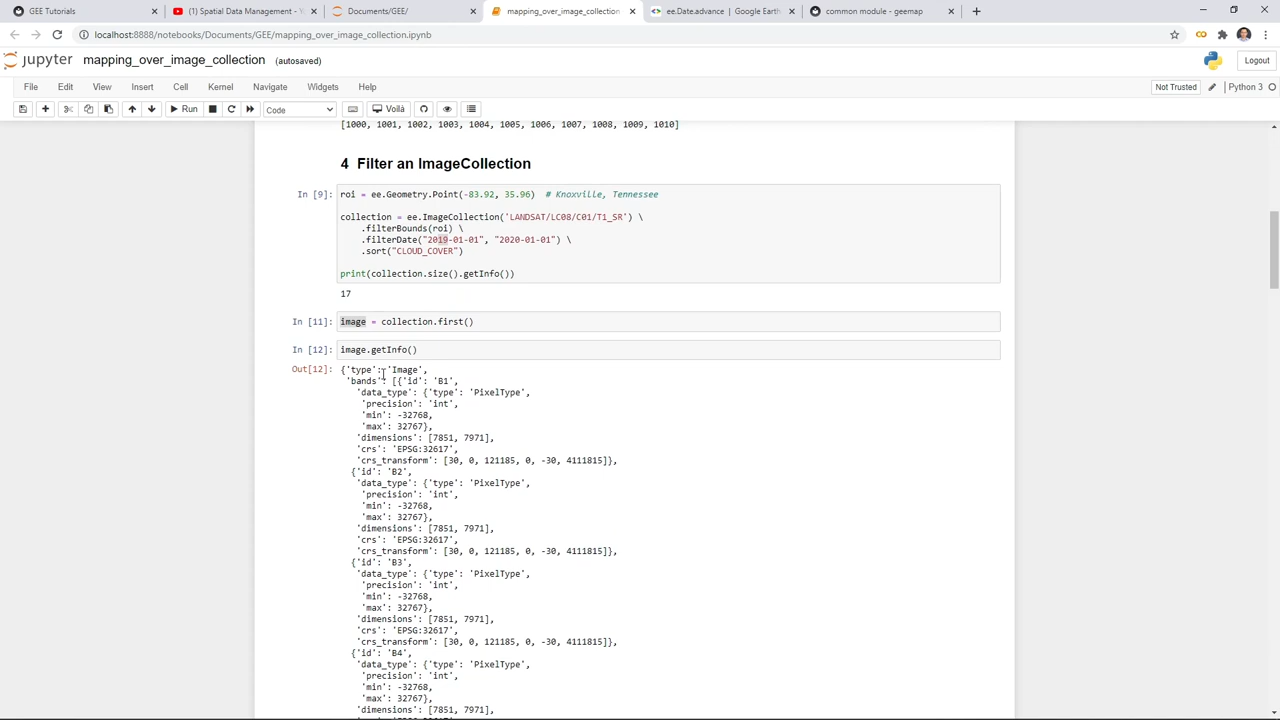 GEE Tutorials
(1) Spatial Data Management - Y
Documents/GEE/
mapping_over_image_collection
ee.Date.advance | Google Earth
common module - geemap
localhost:8888/notebooks/Documents/GEE/mapping_over_image_collection.ipynb
jupyter mapping_over_image_collection (autosaved)
Logout
File Edit View Insert Cell Kernel Navigate Widgets Help
Not Trusted
Python 3
Run
Code
Voilà
[1000, 1001, 1002, 1003, 1004, 1005, 1006, 1007, 1008, 1009, 1010]
4 Filter an ImageCollection
In [9]: roi = ee.Geometry.Point(-83.92, 35.96)  # Knoxville, Tennessee
collection = ee.ImageCollection('LANDSAT/LC08/C01/T1_SR') \
.filterBounds(roi) \
.filterDate("2019-01-01", "2020-01-01") \
.sort("CLOUD_COVER")
print(collection.size().getInfo())
17
In [11]: image = collection.first()
In [12]: image.getInfo()
Out[12]: {'type': 'Image',
'bands': [{'id': 'B1',
'data_type': {'type': 'PixelType',
'precision': 'int',
'min': -32768,
'max': 32767},
'dimensions': [7851, 7971],
'crs': 'EPSG:32617',
'crs_transform': [30, 0, 121185, 0, -30, 4111815]},
{'id': 'B2',
'data_type': {'type': 'PixelType',
'precision': 'int',
'min': -32768,
'max': 32767},
'dimensions': [7851, 7971],
'crs': 'EPSG:32617',
'crs_transform': [30, 0, 121185, 0, -30, 4111815]},
{'id': 'B3',
'data_type': {'type': 'PixelType',
'precision': 'int',
'min': -32768,
'max': 32767},
'dimensions': [7851, 7971],
'crs': 'EPSG:32617',
'crs_transform': [30, 0, 121185, 0, -30, 4111815]},
{'id': 'B4',
'data_type': {'type': 'PixelType',
'precision': 'int',
'min': -32768,
'max': 32767},
'dimensions': [7851, 7971],